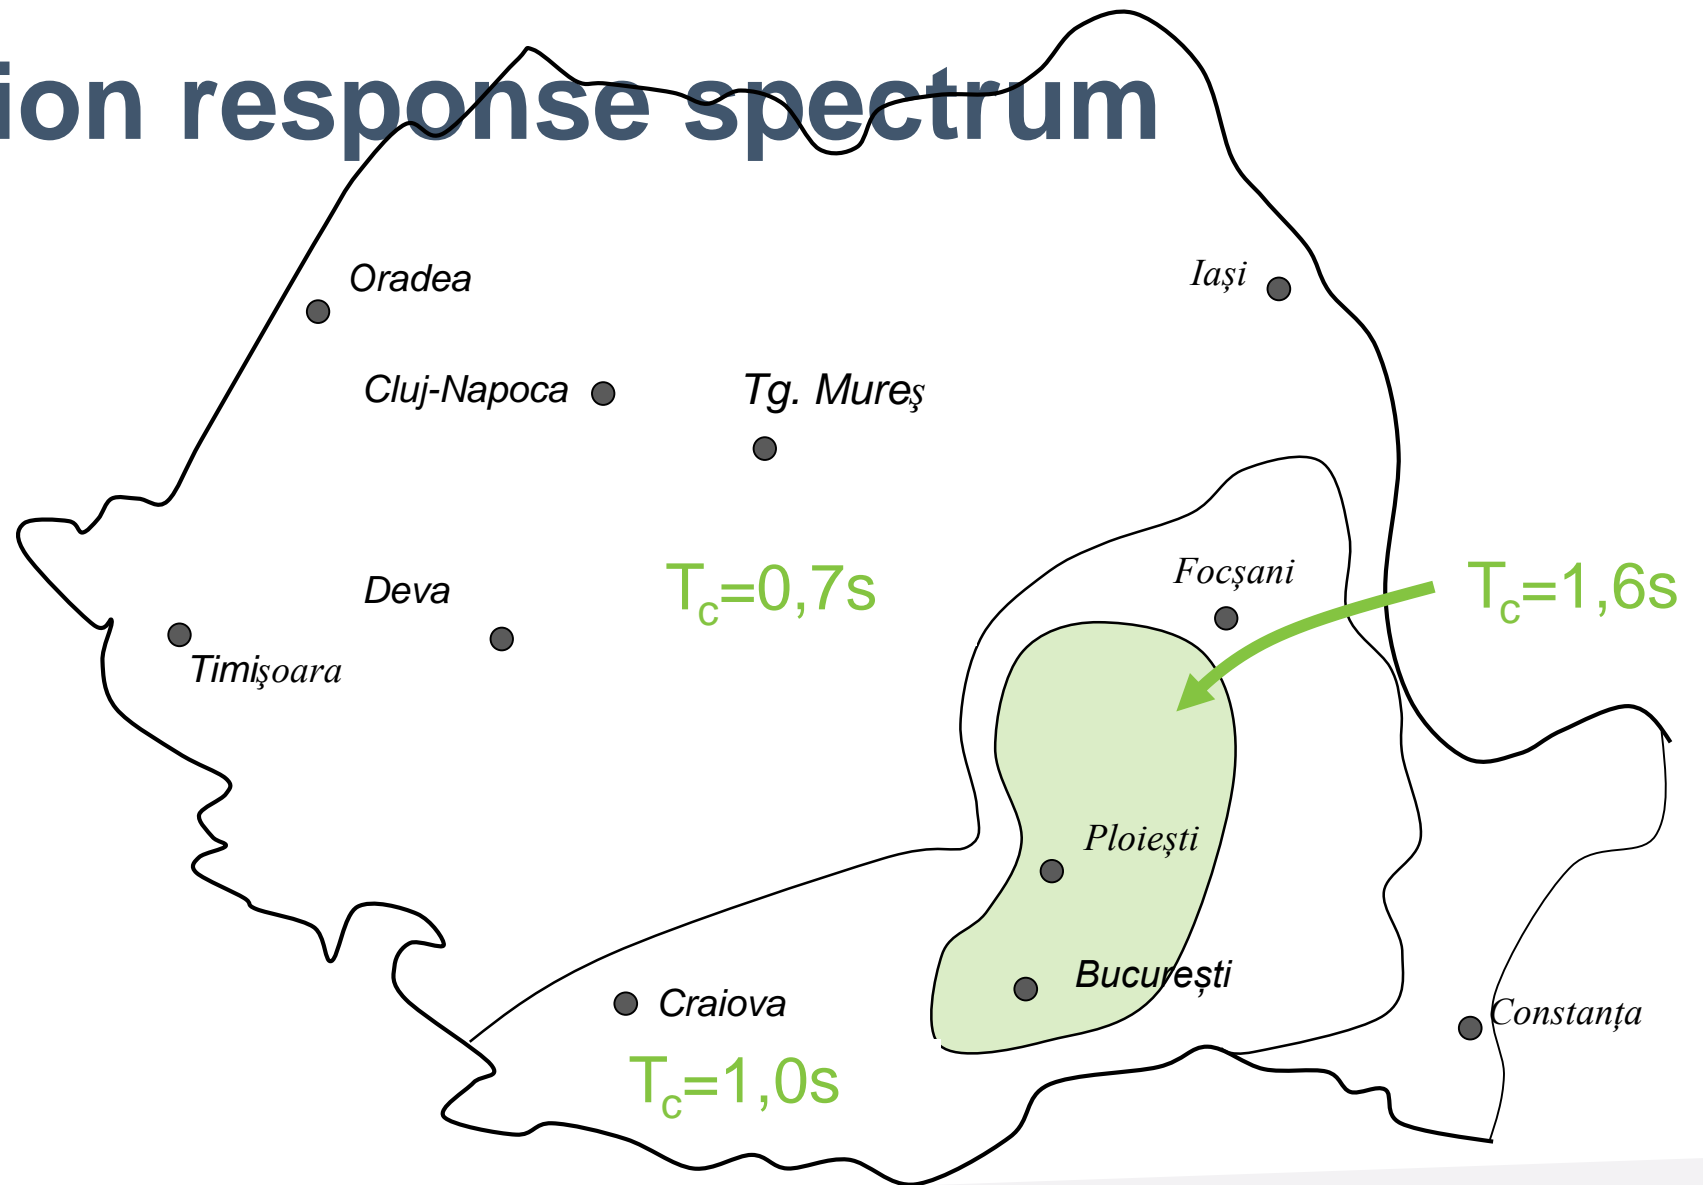 ion response spectrum
Oradea
Iași
Cluj-Napoca
Tg. Mureş
Deva
Tc=0,7s
Focșani
Tc=1,6s
Timişoara
Ploiești
București
Craiova
Constanța
Tc=1,0s